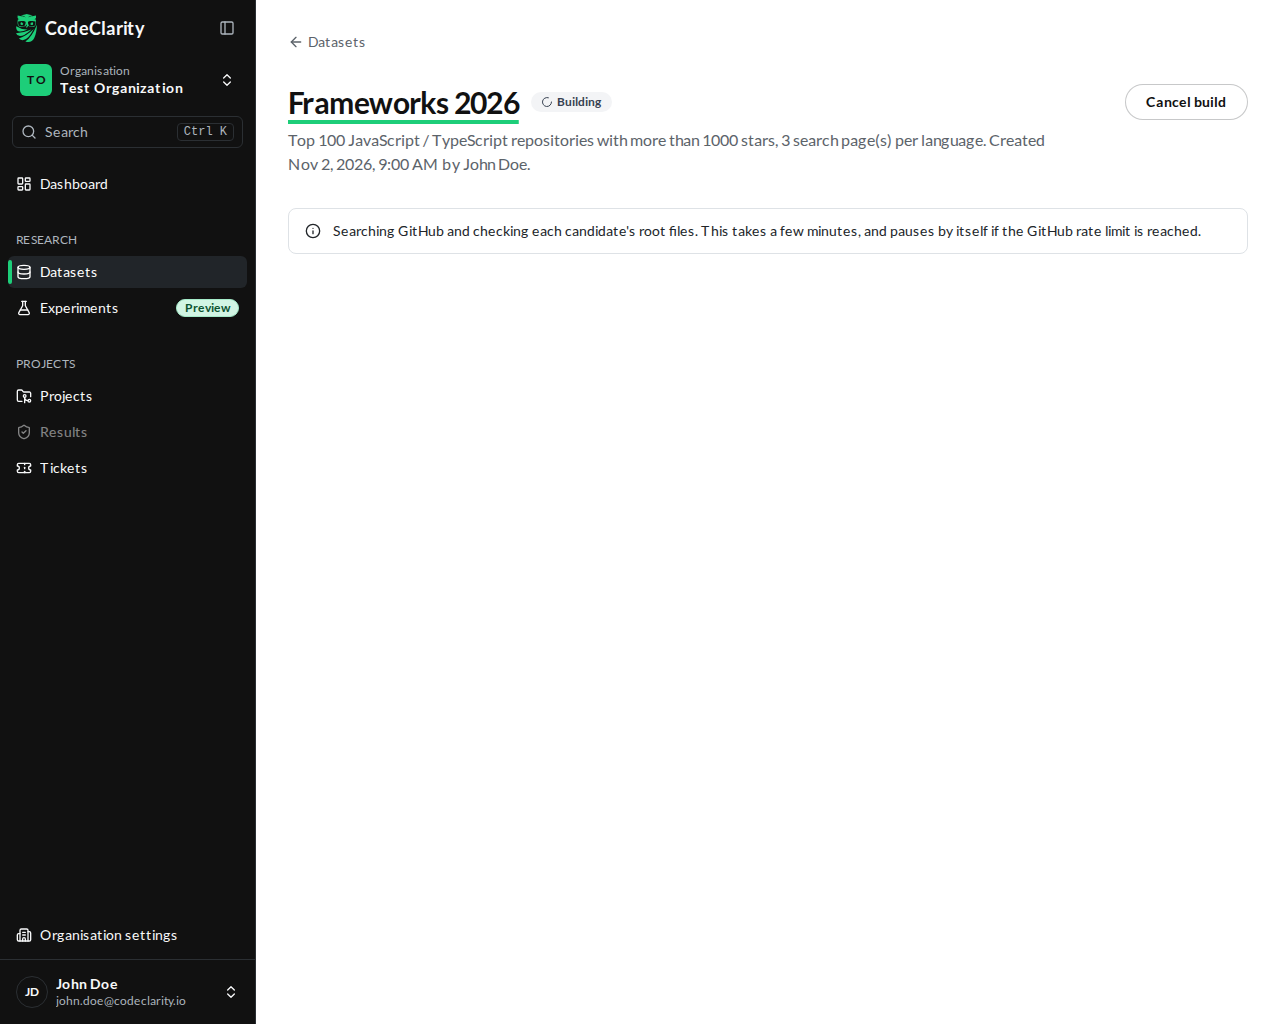 CodeClarity
TO
Organisation
Test Organization
Search
Ctrl K
Dashboard
RESEARCH
Datasets
Experiments
Preview
PROJECTS
Projects
Results
Tickets
Organisation settings
JD
John Doe
john.doe@codeclarity.io
Datasets
Frameworks 2026
Building
Cancel build
Top 100 JavaScript / TypeScript repositories with more than 1000 stars, 3 search page(s) per language. Created
Nov 2, 2026, 9:00 AM by John Doe.
Searching GitHub and checking each candidate's root files. This takes a few minutes, and pauses by itself if the GitHub rate limit is reached.